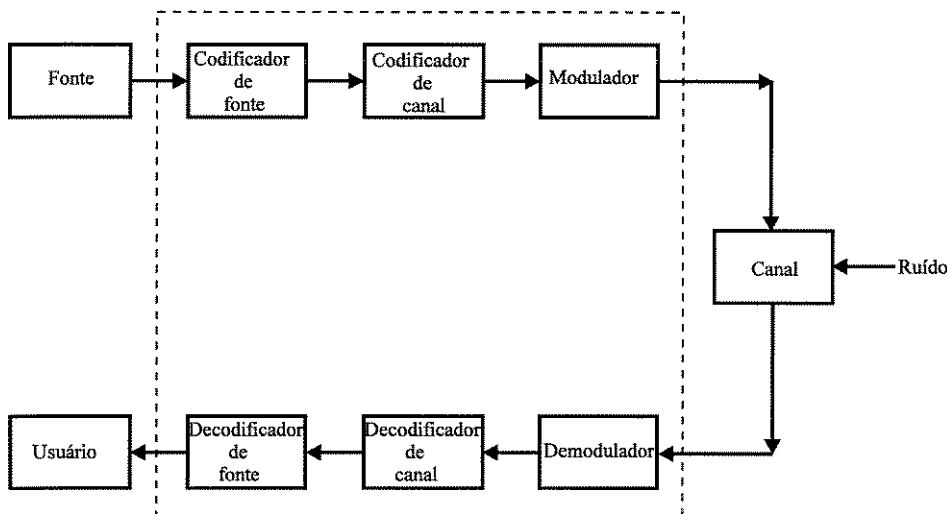 Fonte
Codificador
de
fonte
Codificador
de
canal
Modulador
Canal
Ruído
Usuário
Decodificador
de
fonte
Decodificador
de
canal
Demodulador